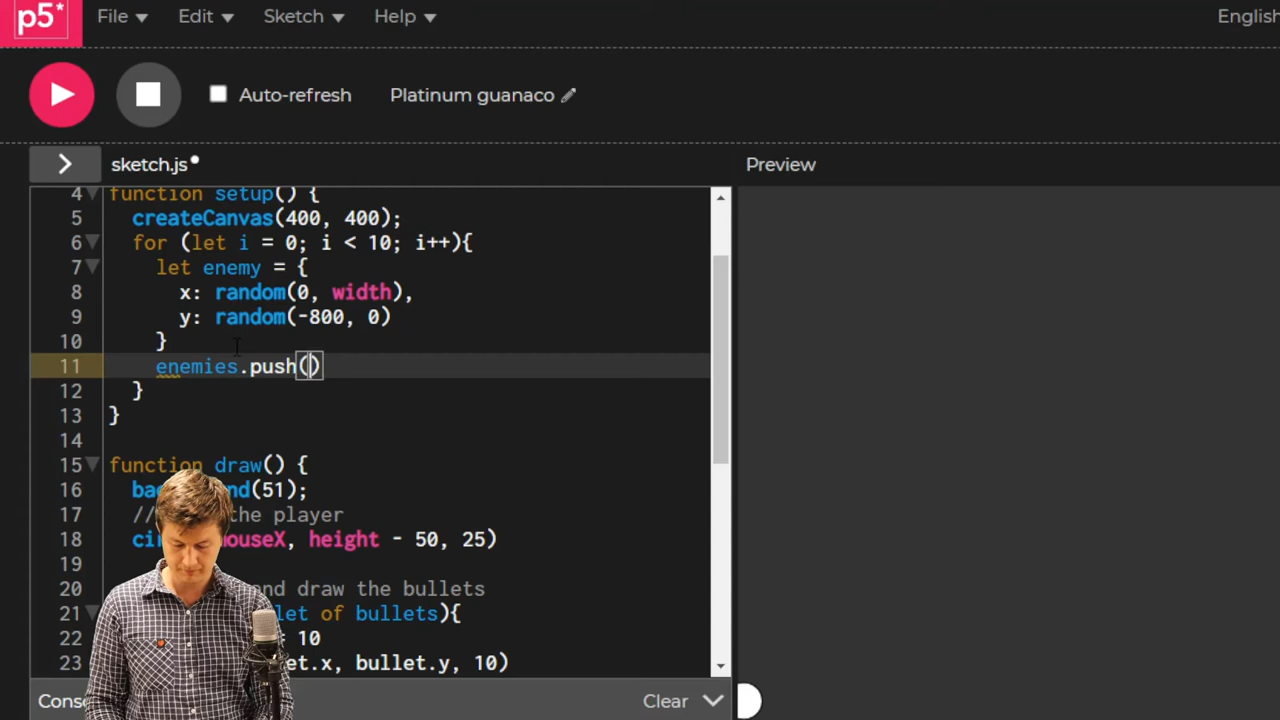 p5* File Edit Sketch Help English
Auto-refresh Platinum guanaco
> sketch.js Preview
4 function setup() {
5 createCanvas(400, 400);
6 for (let i = 0; i < 10; i++){
7 let enemy = {
8 x: random(0, width),
9 y: random(-800, 0)
10 }
11 enemies.push()
12 }
13 }
14
15 function draw() {
16 ba nd(51);
17 // the player
18 ci ouseX, height - 50, 25)
19
20 and draw the bullets
21 let of bullets){
22 = 10
23 et.x, bullet.y, 10)
Conso Clear